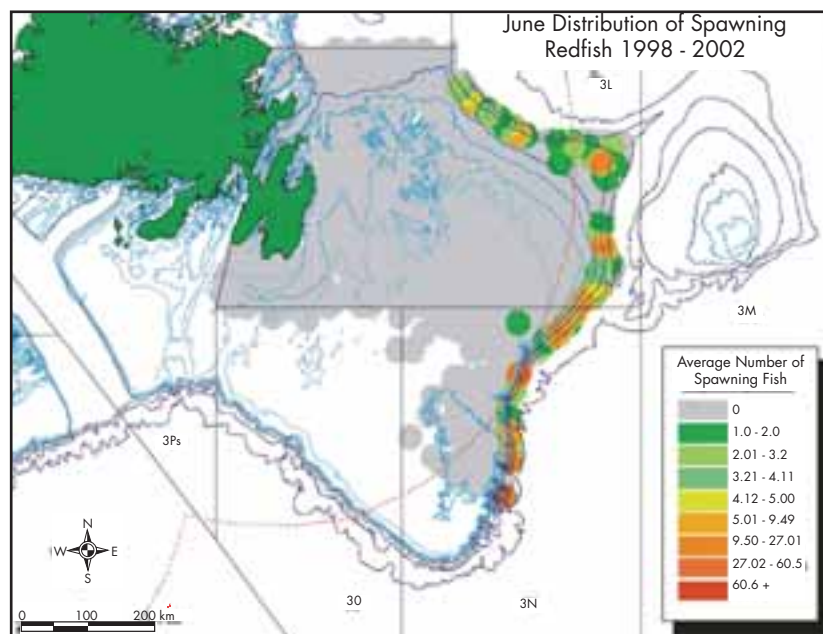 June Distribution of Spawning
Redfish 1998 - 2002
3L
3M
Average Number of
Spawning Fish
0
1.0 - 2.0
2.01 - 3.2
3.21 - 4.11
4.12 - 5.00
5.01 - 9.49
9.50 - 27.01
27.02 - 60.5
60.6 +
3Ps
N
W E
S
0 100 200 km
30
3N